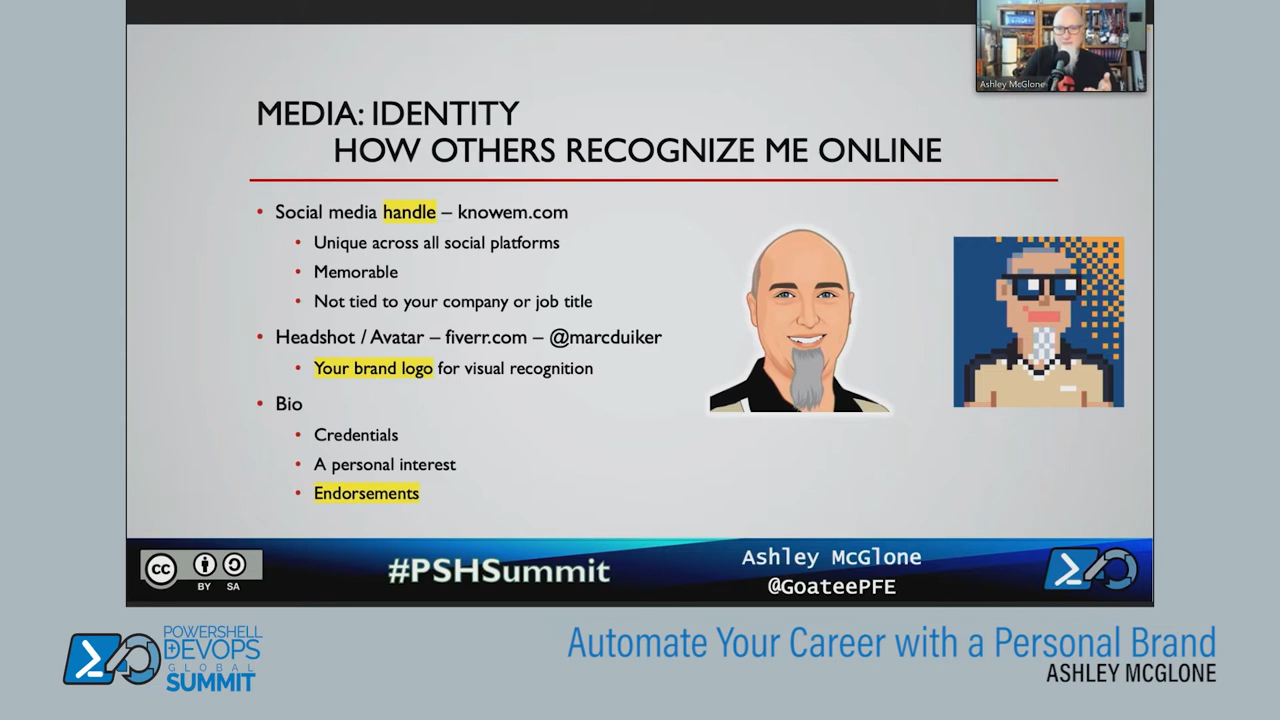 Ashley McGlone
MEDIA: IDENTITY
HOW OTHERS RECOGNIZE ME ONLINE
• Social media handle – knowem.com
• Unique across all social platforms
• Memorable
• Not tied to your company or job title
• Headshot / Avatar – fiverr.com – @marcduiker
• Your brand logo for visual recognition
• Bio
• Credentials
• A personal interest
• Endorsements
cc
BY SA
#PSHSummit
Ashley McGlone
@GoateePFE
POWERSHELL
DEVOPS
GLOBAL
SUMMIT
Automate Your Career with a Personal Brand
ASHLEY MCGLONE